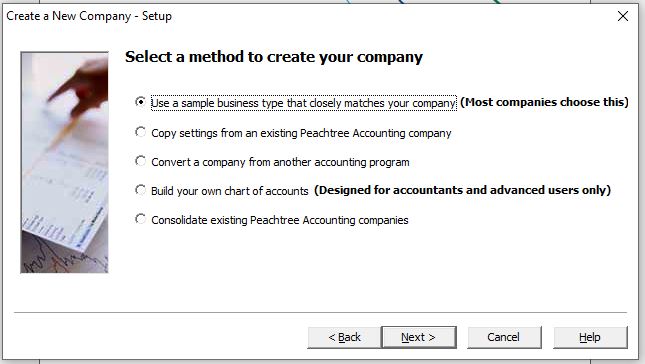 Create a New Company - Setup
Select a method to create your company
Use a sample business type that closely matches your company (Most companies choose this)
Copy settings from an existing Peachtree Accounting company
Convert a company from another accounting program
Build your own chart of accounts (Designed for accountants and advanced users only)
Consolidate existing Peachtree Accounting companies
< Back Next > Cancel Help